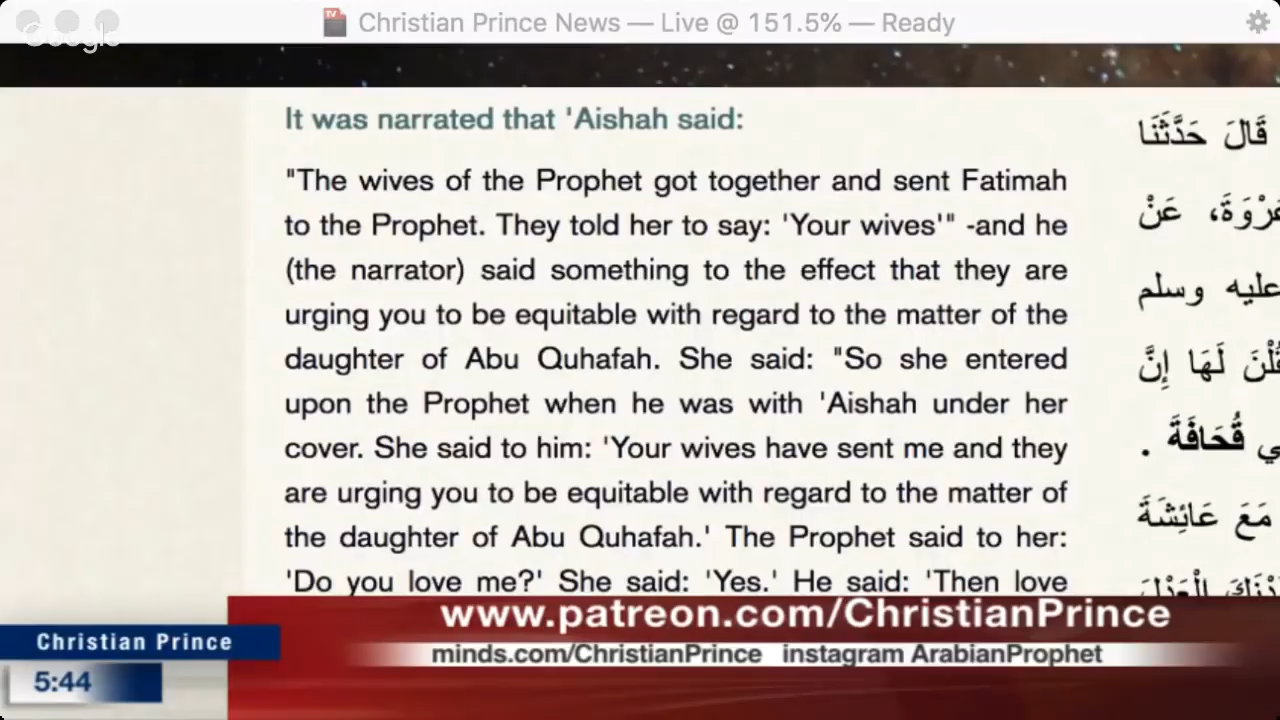 Christian Prince News — Live @ 151.5% — Ready
Google
It was narrated that 'Aishah said:
"The wives of the Prophet got together and sent Fatimah
to the Prophet. They told her to say: 'Your wives'" -and he
(the narrator) said something to the effect that they are
urging you to be equitable with regard to the matter of the
daughter of Abu Quhafah. She said: "So she entered
upon the Prophet when he was with 'Aishah under her
cover. She said to him: 'Your wives have sent me and they
are urging you to be equitable with regard to the matter of
the daughter of Abu Quhafah.' The Prophet said to her:
'Do you love me?' She said: 'Yes.' He said: 'Then love
قَالَ حَدَّثَنَا
عُرْوَةَ، عَنْ
عليه وسلم
قُلْنَ لَهَا إِنَّ
قُحَافَةَ .
مَعَ عَائِشَةَ
www.patreon.com/ChristianPrince
minds.com/ChristianPrince instagram ArabianProphet
Christian Prince
5:44